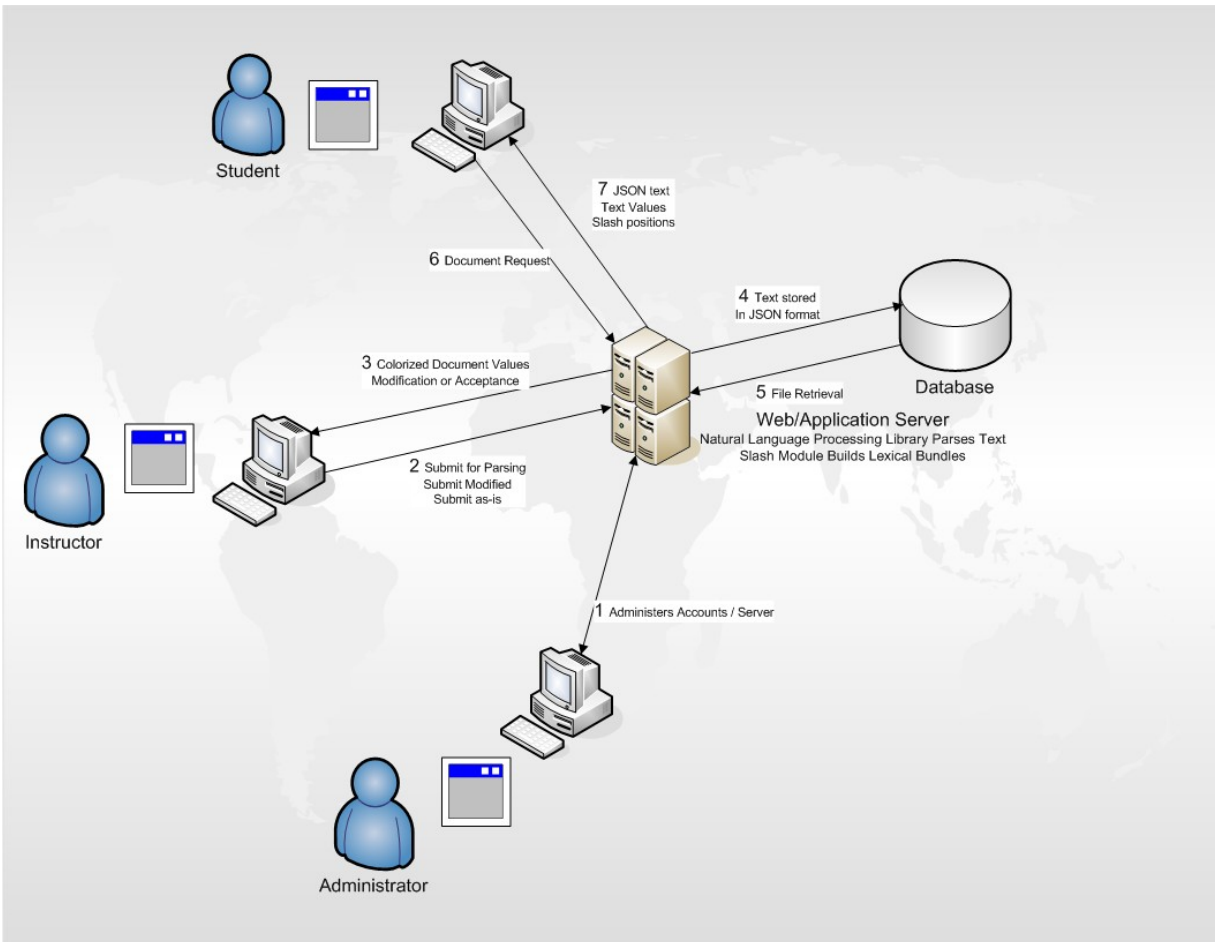 Student
7 JSON text
Text Values
Slash positions
6 Document Request
4 Text stored
In JSON format
3 Colorized Document Values
Modification or Acceptance
Database
5 File Retrieval
Web/Application Server
Natural Language Processing Library Parses Text
Slash Module Builds Lexical Bundles
2 Submit for Parsing
Submit Modified
Submit as-is
Instructor
1 Administers Accounts / Server
Administrator